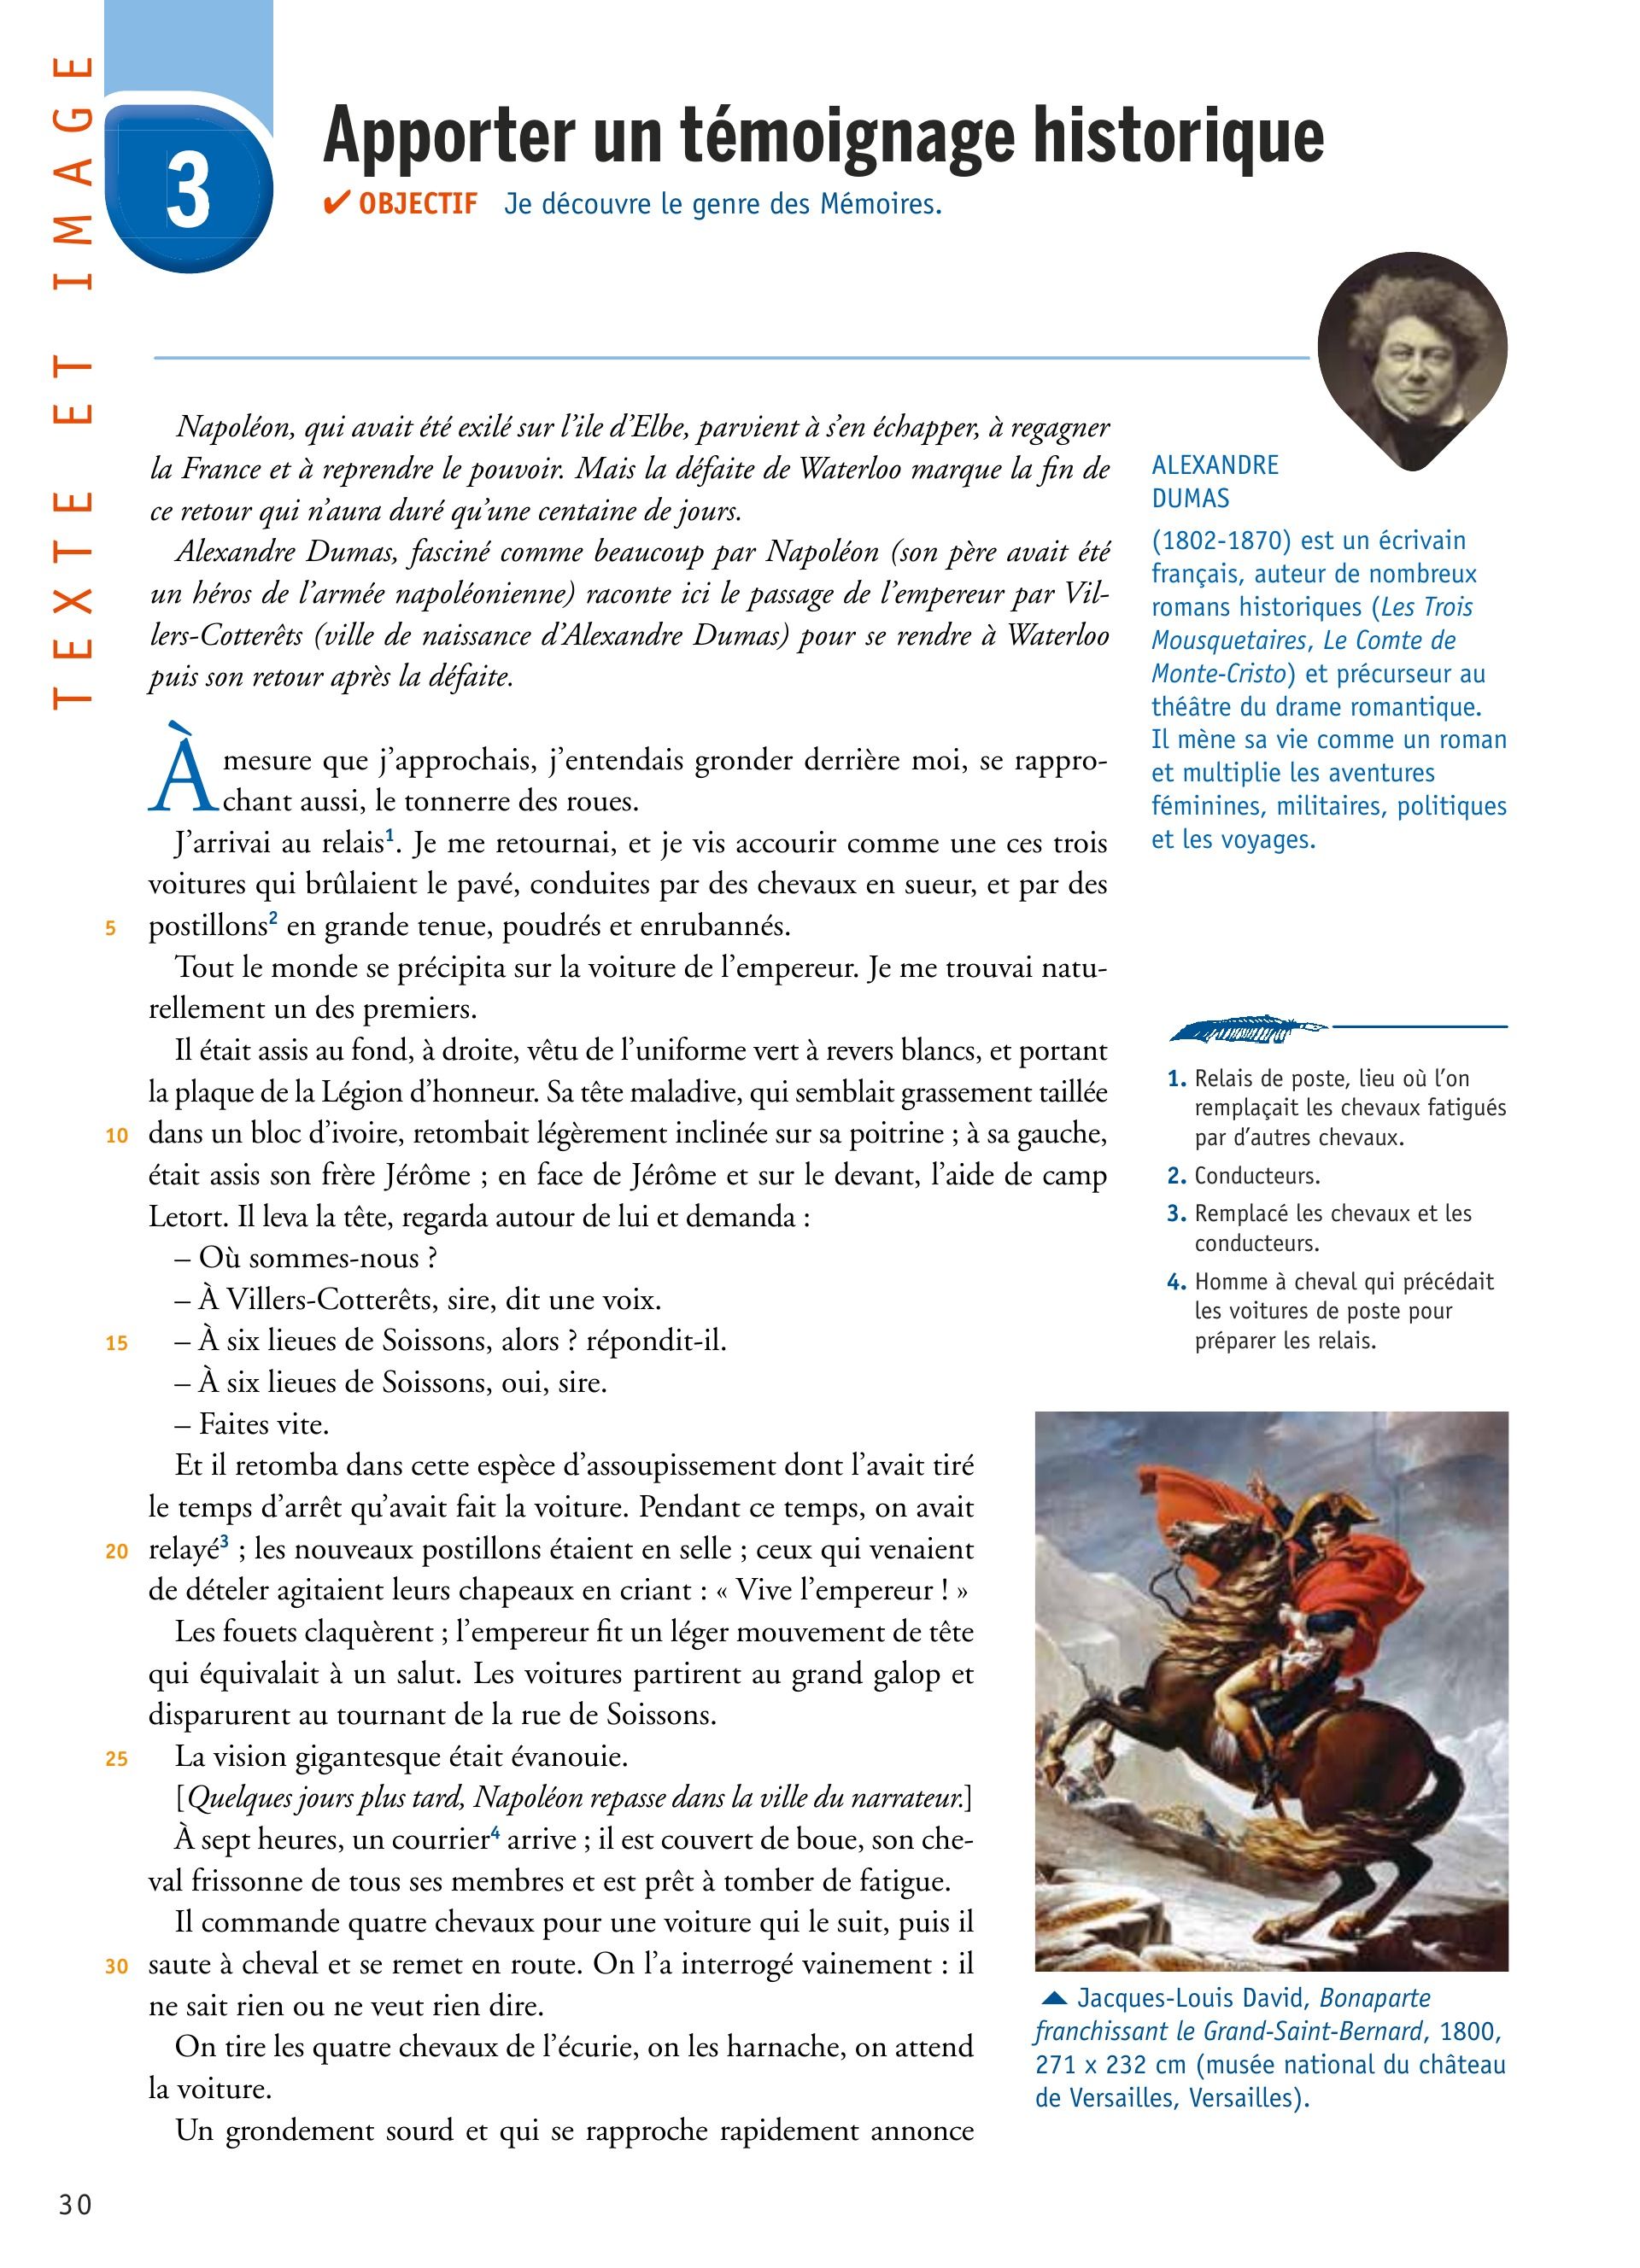 TEXTE ET IMAGE
3
Apporter un témoignage historique
✔ OBJECTIF Je découvre le genre des Mémoires.
Napoléon, qui avait été exilé sur l'ile d'Elbe, parvient à s'en échapper, à regagner
la France et à reprendre le pouvoir. Mais la défaite de Waterloo marque la fin de
ce retour qui n'aura duré qu'une centaine de jours.
Alexandre Dumas, fasciné comme beaucoup par Napoléon (son père avait été
un héros de l'armée napoléonienne) raconte ici le passage de l'empereur par Vil-
lers-Cotterêts (ville de naissance d'Alexandre Dumas) pour se rendre à Waterloo
puis son retour après la défaite.
À mesure que j'approchais, j'entendais gronder derrière moi, se rappro-
chant aussi, le tonnerre des roues.
J'arrivai au relais1. Je me retournai, et je vis accourir comme une ces trois
voitures qui brûlaient le pavé, conduites par des chevaux en sueur, et par des
5 postillons2 en grande tenue, poudrés et enrubannés.
Tout le monde se précipita sur la voiture de l'empereur. Je me trouvai natu-
rellement un des premiers.
Il était assis au fond, à droite, vêtu de l'uniforme vert à revers blancs, et portant
la plaque de la Légion d'honneur. Sa tête maladive, qui semblait grassement taillée
10 dans un bloc d'ivoire, retombait légèrement inclinée sur sa poitrine ; à sa gauche,
était assis son frère Jérôme ; en face de Jérôme et sur le devant, l'aide de camp
Letort. Il leva la tête, regarda autour de lui et demanda :
– Où sommes-nous ?
– À Villers-Cotterêts, sire, dit une voix.
15 – À six lieues de Soissons, alors ? répondit-il.
– À six lieues de Soissons, oui, sire.
– Faites vite.
Et il retomba dans cette espèce d'assoupissement dont l'avait tiré
le temps d'arrêt qu'avait fait la voiture. Pendant ce temps, on avait
20 relayé3 ; les nouveaux postillons étaient en selle ; ceux qui venaient
de dételer agitaient leurs chapeaux en criant : « Vive l'empereur ! »
Les fouets claquèrent ; l'empereur fit un léger mouvement de tête
qui équivalait à un salut. Les voitures partirent au grand galop et
disparurent au tournant de la rue de Soissons.
25 La vision gigantesque était évanouie.
[Quelques jours plus tard, Napoléon repasse dans la ville du narrateur.]
À sept heures, un courrier4 arrive ; il est couvert de boue, son che-
val frissonne de tous ses membres et est prêt à tomber de fatigue.
Il commande quatre chevaux pour une voiture qui le suit, puis il
30 saute à cheval et se remet en route. On l'a interrogé vainement : il
ne sait rien ou ne veut rien dire.
On tire les quatre chevaux de l'écurie, on les harnache, on attend
la voiture.
Un grondement sourd et qui se rapproche rapidement annonce
ALEXANDRE
DUMAS
(1802-1870) est un écrivain
français, auteur de nombreux
romans historiques (Les Trois
Mousquetaires, Le Comte de
Monte-Cristo) et précurseur au
théâtre du drame romantique.
Il mène sa vie comme un roman
et multiplie les aventures
féminines, militaires, politiques
et les voyages.
1. Relais de poste, lieu où l'on
remplaçait les chevaux fatigués
par d'autres chevaux.
2. Conducteurs.
3. Remplacé les chevaux et les
conducteurs.
4. Homme à cheval qui précédait
les voitures de poste pour
préparer les relais.
Jacques-Louis David, Bonaparte
franchissant le Grand-Saint-Bernard, 1800,
271 x 232 cm (musée national du château
de Versailles, Versailles).
30